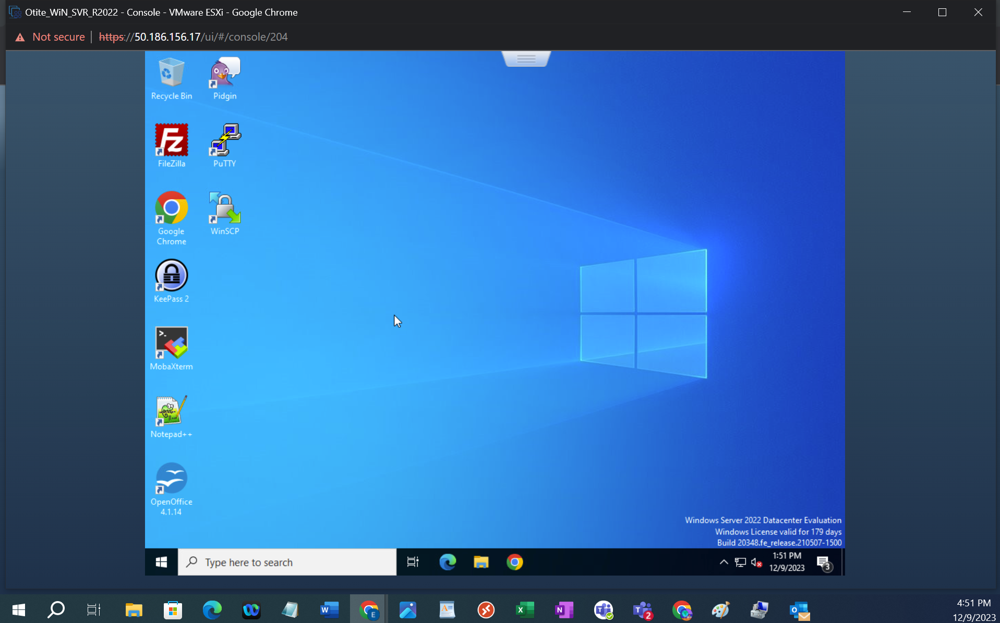 Otite_WiN_SVR_R2022 - Console - VMware ESXi - Google Chrome
Not secure | https://50.186.156.17/ui/#/console/204
Recycle Bin
Pidgin
FileZilla
PuTTY
Google
Chrome
WinSCP
KeePass 2
MobaXterm
Notepad++
OpenOffice
4.1.14
Windows Server 2022 Datacenter Evaluation
Windows License valid for 179 days
Build 20348.fe_release.210507-1500
Type here to search
1:51 PM
12/9/2023
3
4:51 PM
12/9/2023
2